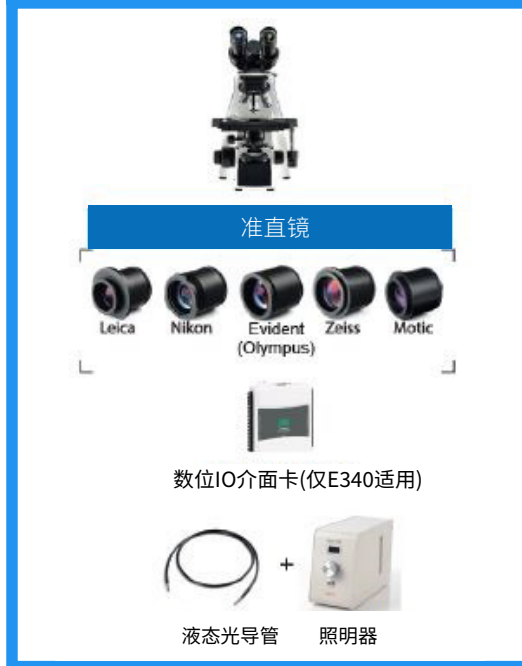 准直镜
Leica Nikon Evident Zeiss Motic
(Olympus)
数位IO介面卡(仅E340适用)
+
液态光导管 照明器